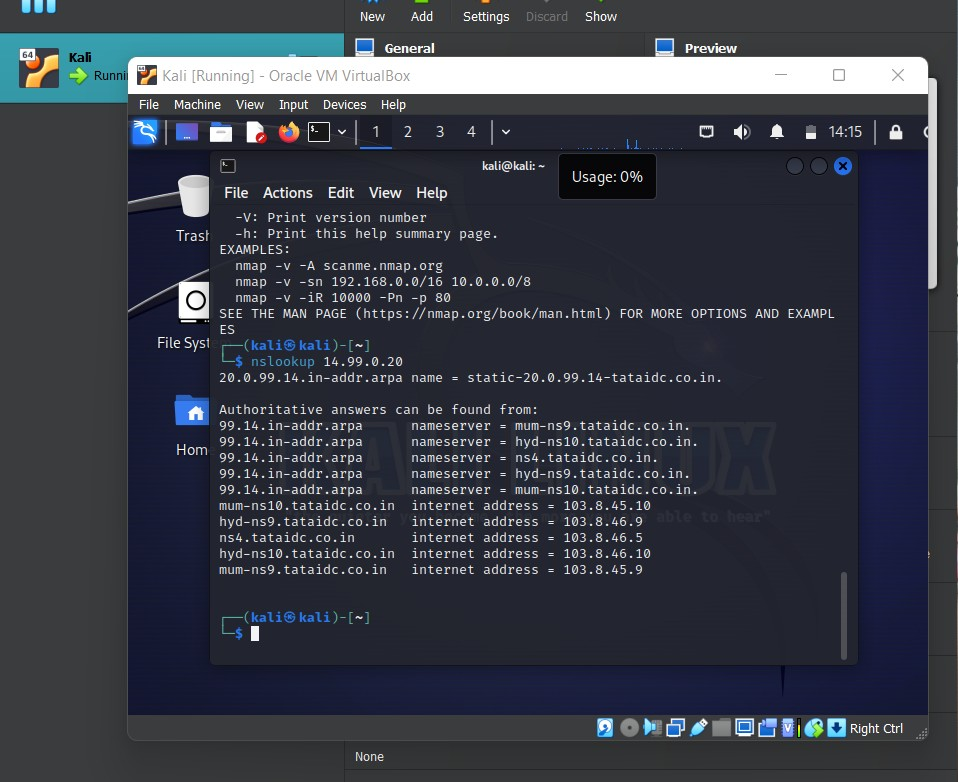 New Add Settings Discard Show
64 Kali
General Preview
Kali [Running] - Oracle VM VirtualBox
File Machine View Input Devices Help
1 2 3 4 14:15
kali@kali: ~
Usage: 0%
File Actions Edit View Help
Trash
File Syst
Home
-V: Print version number
-h: Print this help summary page.
EXAMPLES:
nmap -v -A scanme.nmap.org
nmap -v -sn 192.168.0.0/16 10.0.0.0/8
nmap -v -iR 10000 -Pn -p 80
SEE THE MAN PAGE (https://nmap.org/book/man.html) FOR MORE OPTIONS AND EXAMPL
ES
┌──(kali㉿kali)-[~]
└─$ nslookup 14.99.0.20
20.0.99.14.in-addr.arpa name = static-20.0.99.14-tataidc.co.in.
Authoritative answers can be found from:
99.14.in-addr.arpa nameserver = mum-ns9.tataidc.co.in.
99.14.in-addr.arpa nameserver = hyd-ns10.tataidc.co.in.
99.14.in-addr.arpa nameserver = ns4.tataidc.co.in.
99.14.in-addr.arpa nameserver = hyd-ns9.tataidc.co.in.
99.14.in-addr.arpa nameserver = mum-ns10.tataidc.co.in.
mum-ns10.tataidc.co.in internet address = 103.8.45.10
hyd-ns9.tataidc.co.in internet address = 103.8.46.9
ns4.tataidc.co.in internet address = 103.8.46.5
hyd-ns10.tataidc.co.in internet address = 103.8.46.10
mum-ns9.tataidc.co.in internet address = 103.8.45.9
┌──(kali㉿kali)-[~]
└─$
Right Ctrl
None